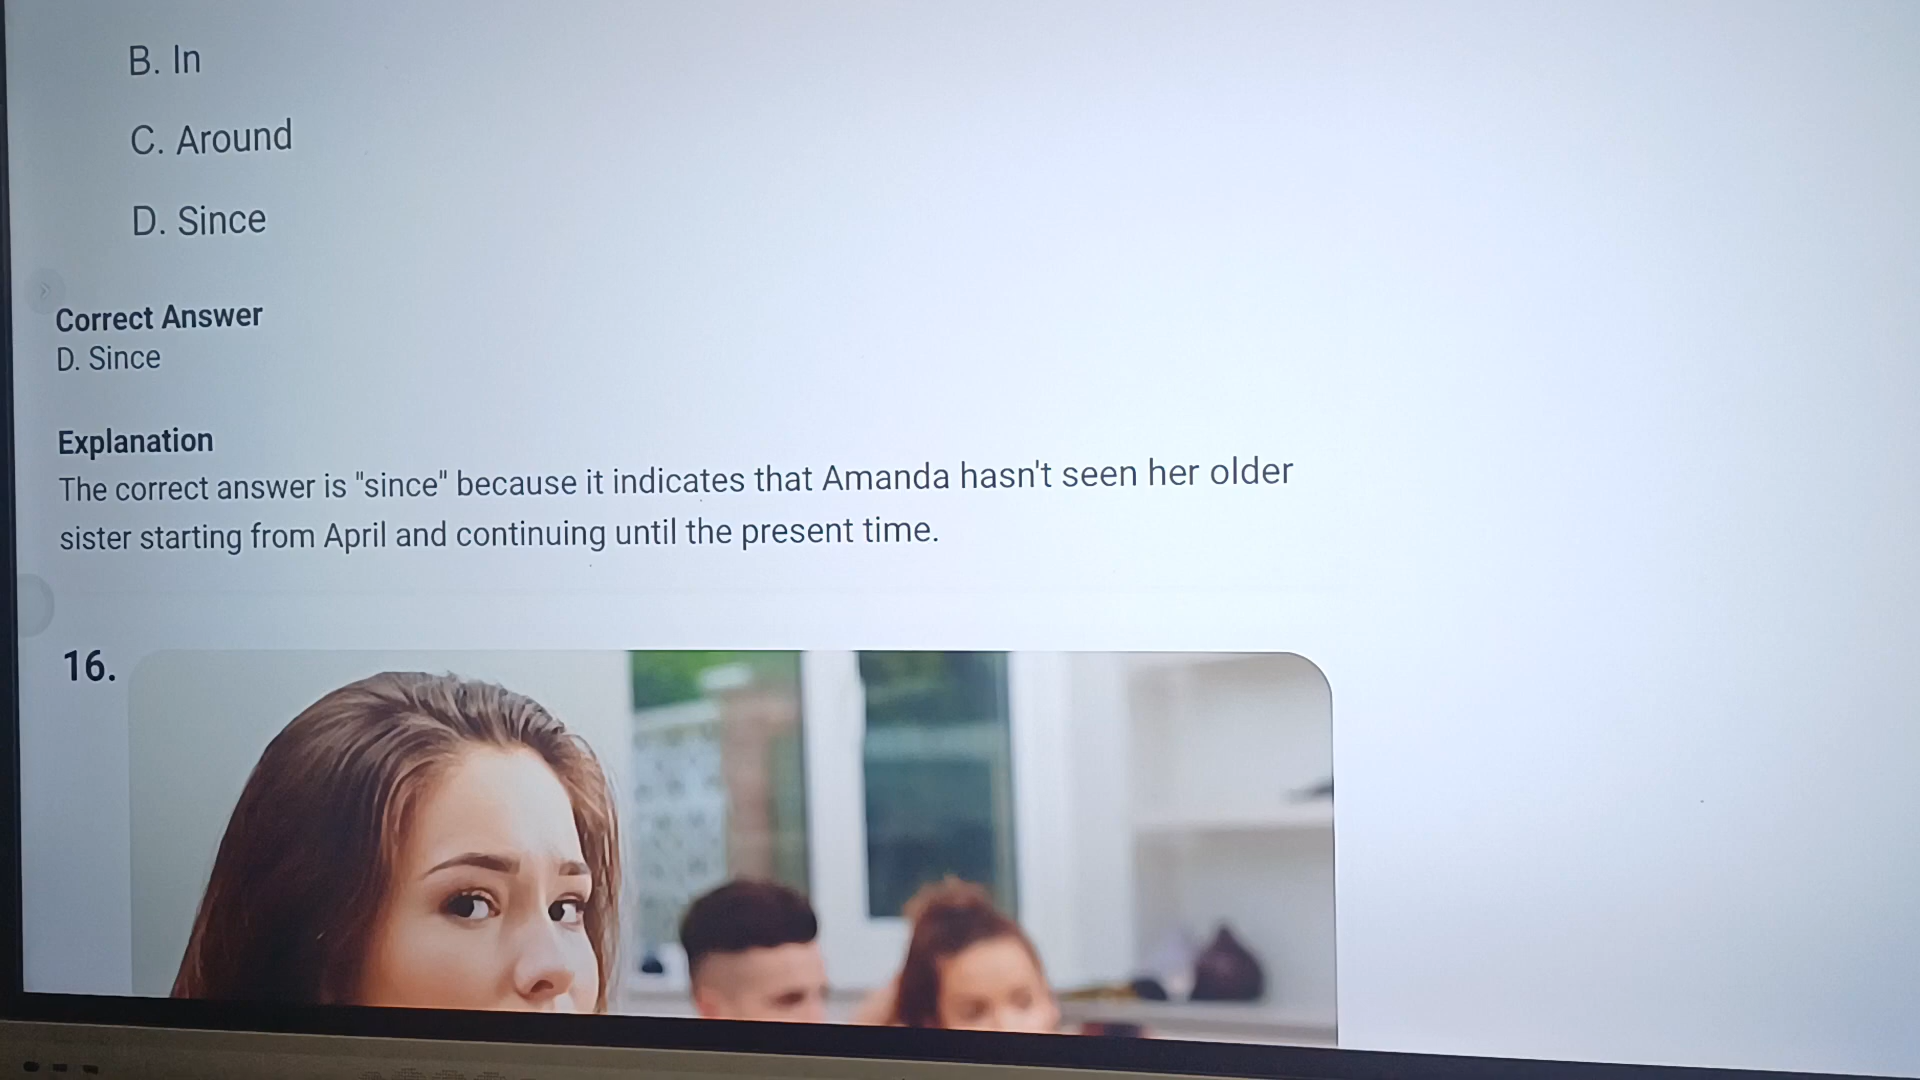 B. In
C. Around
D. Since
Correct Answer
D. Since
Explanation
The correct answer is "since" because it indicates that Amanda hasn't seen her older
sister starting from April and continuing until the present time.
16.